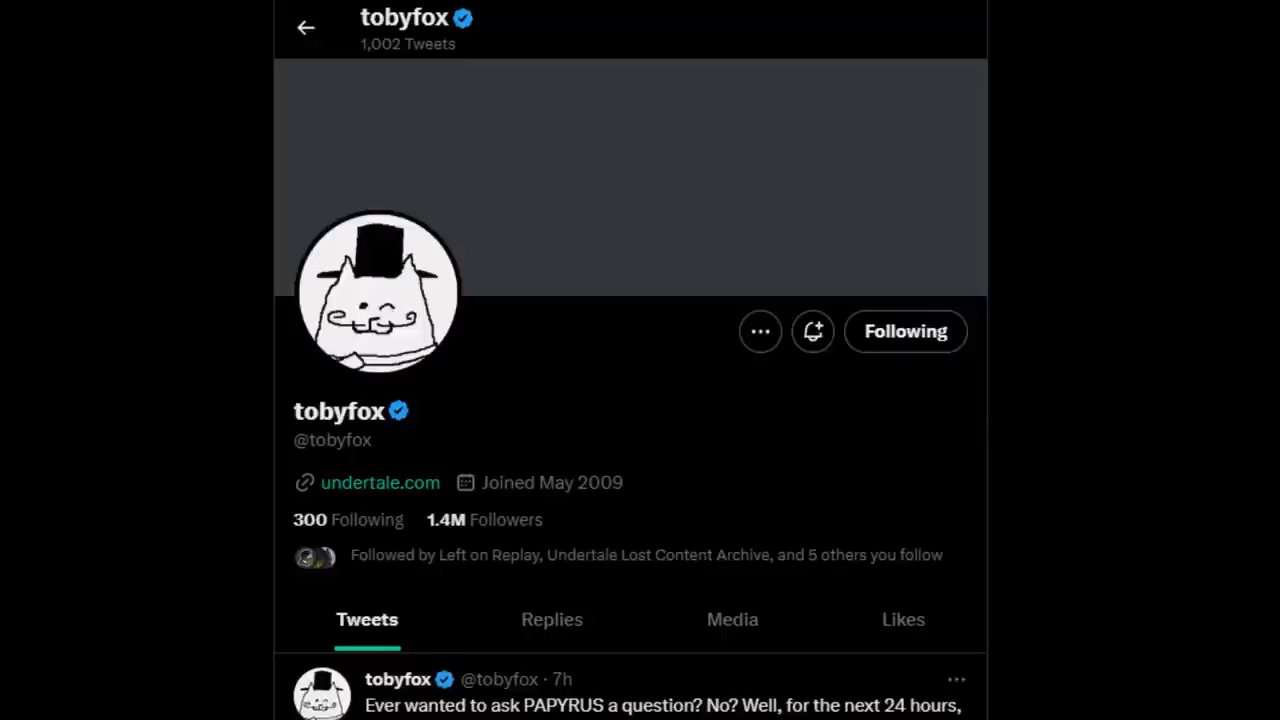 tobyfox
1,002 Tweets
Following
tobyfox
@tobyfox
undertale.com Joined May 2009
300 Following 1.4M Followers
Followed by Left on Replay, Undertale Lost Content Archive, and 5 others you follow
Tweets Replies Media Likes
tobyfox @tobyfox · 7h
Ever wanted to ask PAPYRUS a question? No? Well, for the next 24 hours,